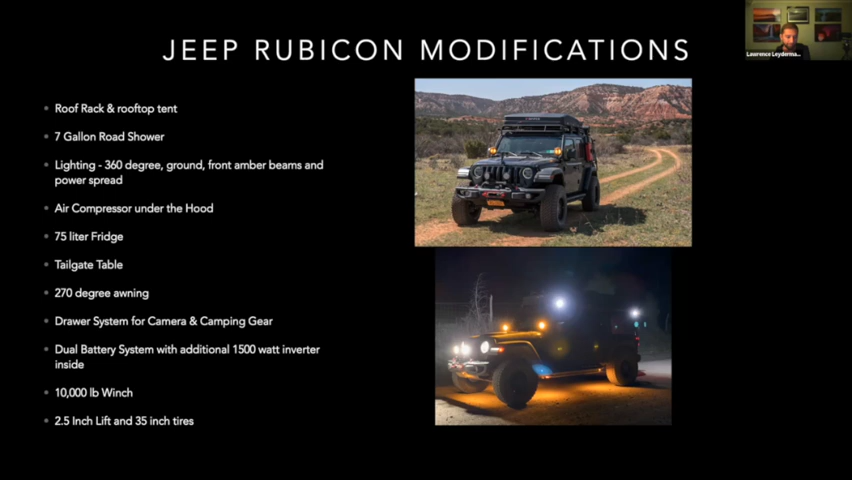 JEEP RUBICON MODIFICATIONS
Laurence Leyderma...
Roof Rack & rooftop tent
7 Gallon Road Shower
Lighting - 360 degree, ground, front amber beams and
power spread
Air Compressor under the Hood
75 liter Fridge
Tailgate Table
270 degree awning
Drawer System for Camera & Camping Gear
Dual Battery System with additional 1500 watt inverter
inside
10,000 lb Winch
2.5 Inch Lift and 35 inch tires